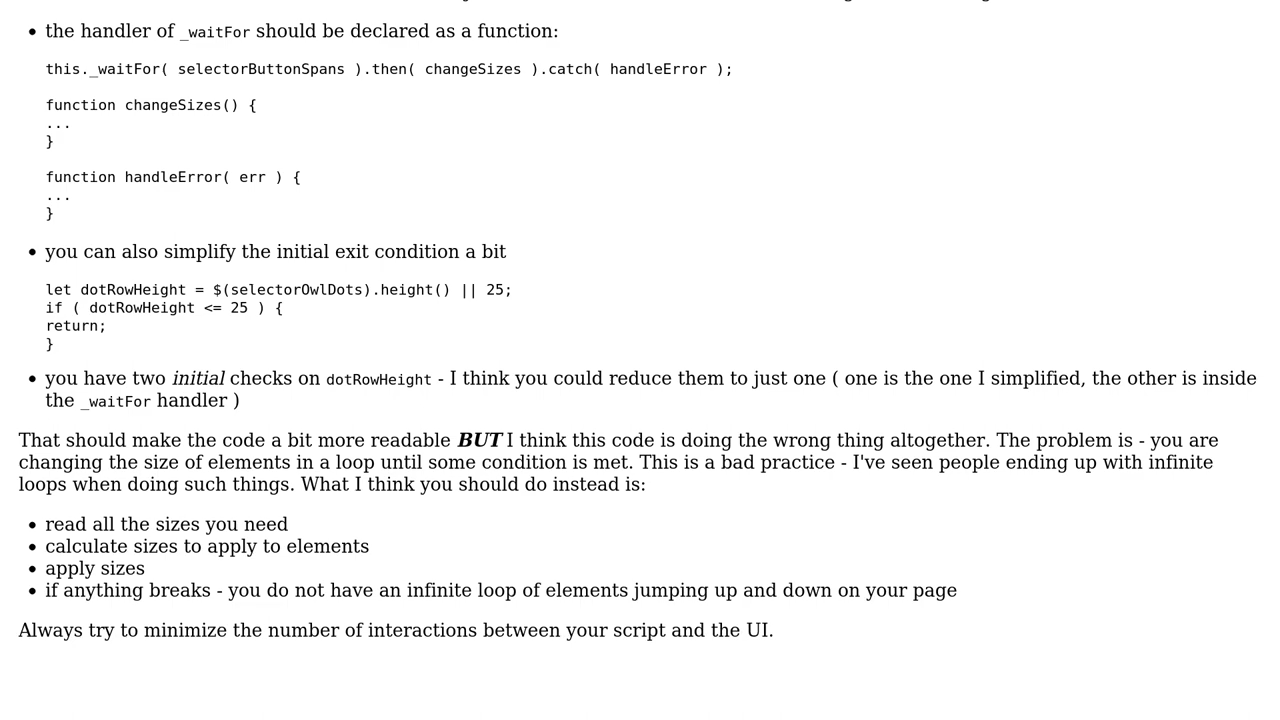 • the handler of _waitFor should be declared as a function:
this._waitFor( selectorButtonSpans ).then( changeSizes ).catch( handleError );
function changeSizes() {
...
}
function handleError( err ) {
...
}
• you can also simplify the initial exit condition a bit
let dotRowHeight = $(selectorOwlDots).height() || 25;
if ( dotRowHeight <= 25 ) {
return;
}
• you have two initial checks on dotRowHeight - I think you could reduce them to just one ( one is the one I simplified, the other is inside
the _waitFor handler )
That should make the code a bit more readable BUT I think this code is doing the wrong thing altogether. The problem is - you are
changing the size of elements in a loop until some condition is met. This is a bad practice - I've seen people ending up with infinite
loops when doing such things. What I think you should do instead is:
• read all the sizes you need
• calculate sizes to apply to elements
• apply sizes
• if anything breaks - you do not have an infinite loop of elements jumping up and down on your page
Always try to minimize the number of interactions between your script and the UI.